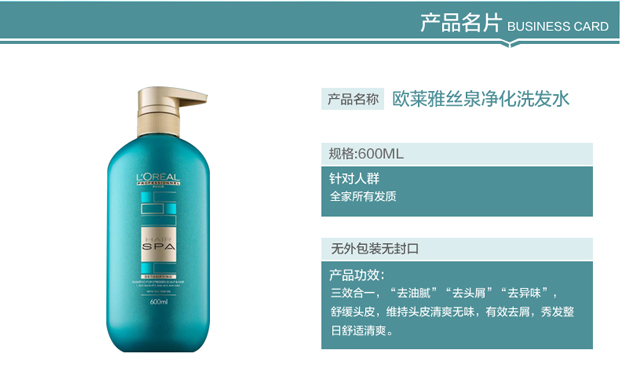 产品名片 BUSINESS CARD
产品名称 欧莱雅丝泉净化洗发水
规格:600ML
针对人群
全家所有发质
无外包装无封口
产品功效:
三效合一，“去油腻”“去头屑”“去异味”，
舒缓头皮，维持头皮清爽无味，有效去屑，秀发整
日舒适清爽。
L'ORÉAL
PROFESSIONNEL
HAIR
SPA
DETOXIFYING
600ml